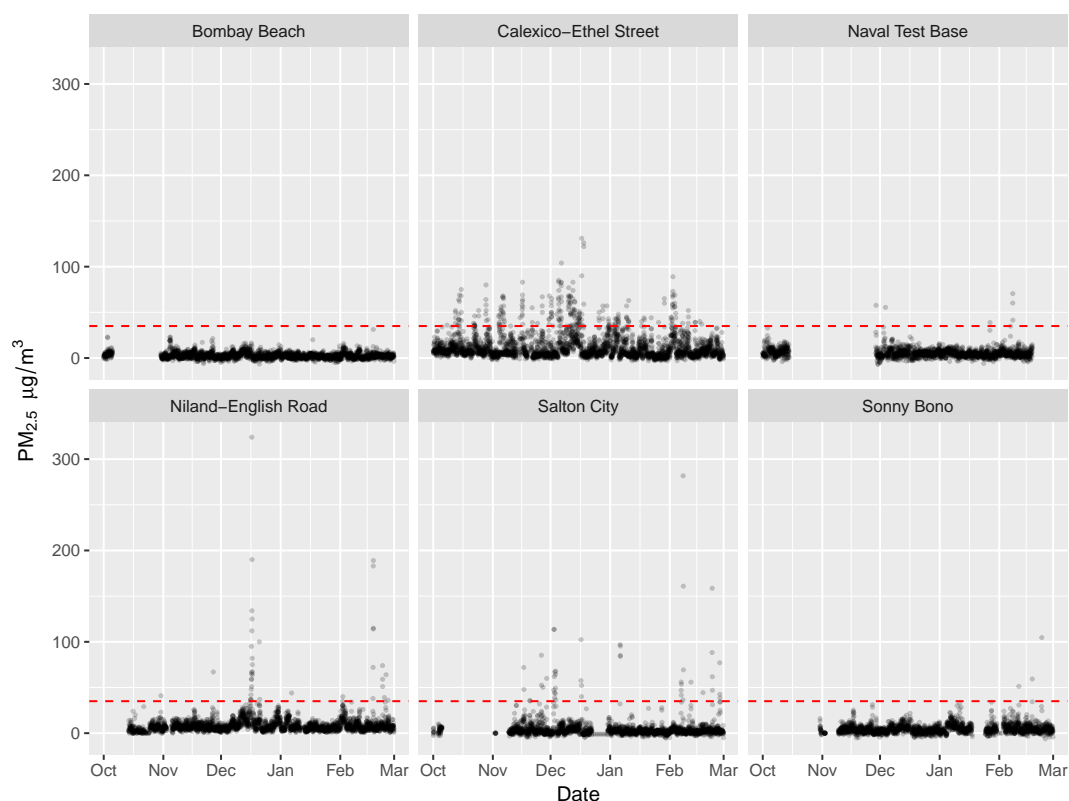 Bombay Beach
Calexico−Ethel Street
Naval Test Base
300
200
100
0
PM2.5 μg/m3
Niland−English Road
Salton City
Sonny Bono
300
200
100
0
Oct Nov Dec Jan Feb Mar
Oct Nov Dec Jan Feb Mar
Oct Nov Dec Jan Feb Mar
Date